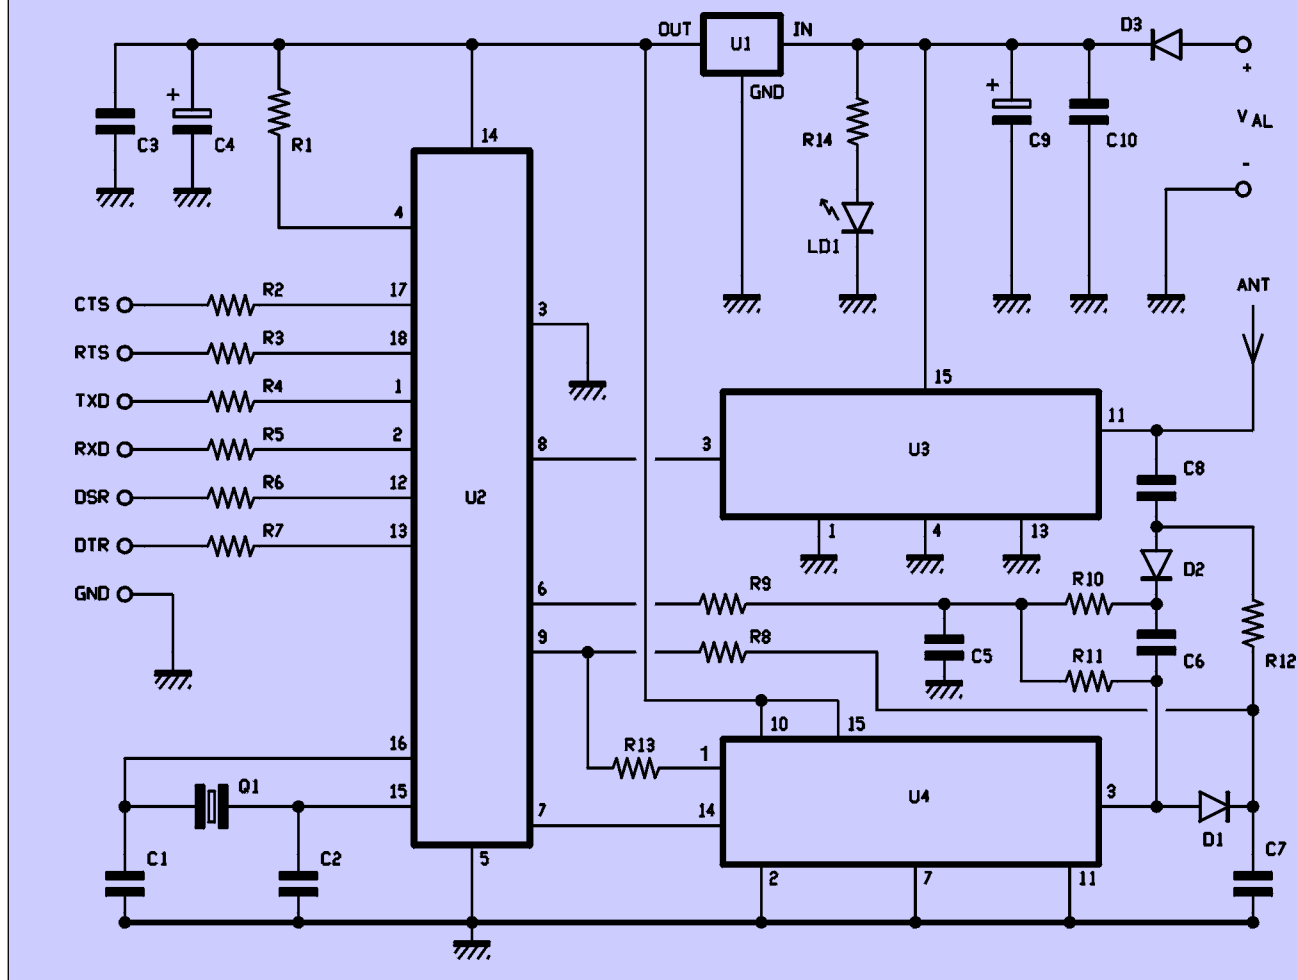 D3
OUT
U1
IN
+
GND
+
+
V AL
C3
C4
R1
14
R14
C9
C10
-
4
LD1
ANT
CTS
R2
17
3
RTS
R3
18
TXD
R4
1
15
11
RXD
R5
2
8
3
U3
C8
DSR
R6
12
U2
DTR
R7
13
1
4
13
D2
GND
6
R9
R10
9
R8
C5
R11
C6
R12
10
15
16
R13
1
Q1
15
7
14
U4
3
D1
C1
C2
5
2
7
11
C7